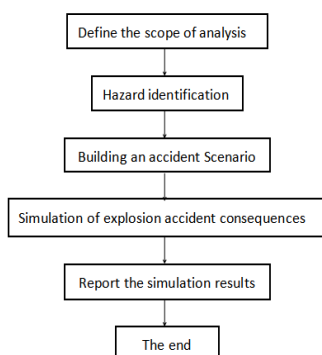 Define the scope of analysis
Hazard identification
Building an accident Scenario
Simulation of explosion accident consequences
Report the simulation results
The end